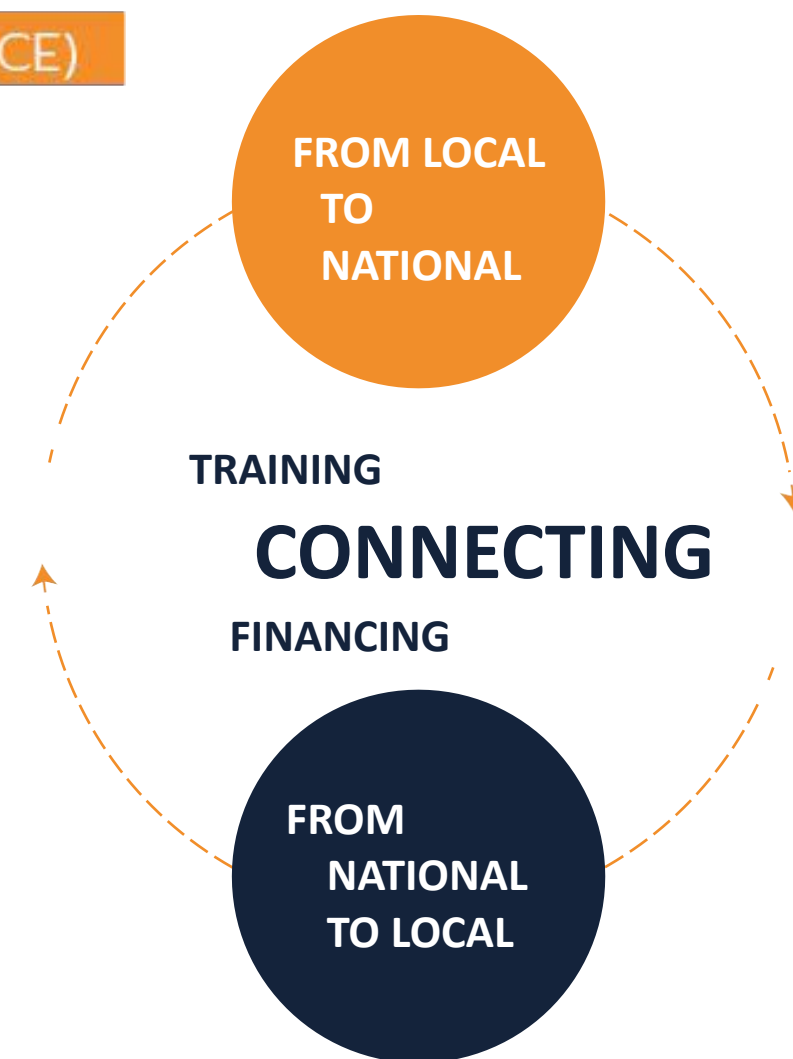 CE)
FROM LOCAL
TO
NATIONAL
TRAINING
CONNECTING
FINANCING
FROM
NATIONAL
TO LOCAL